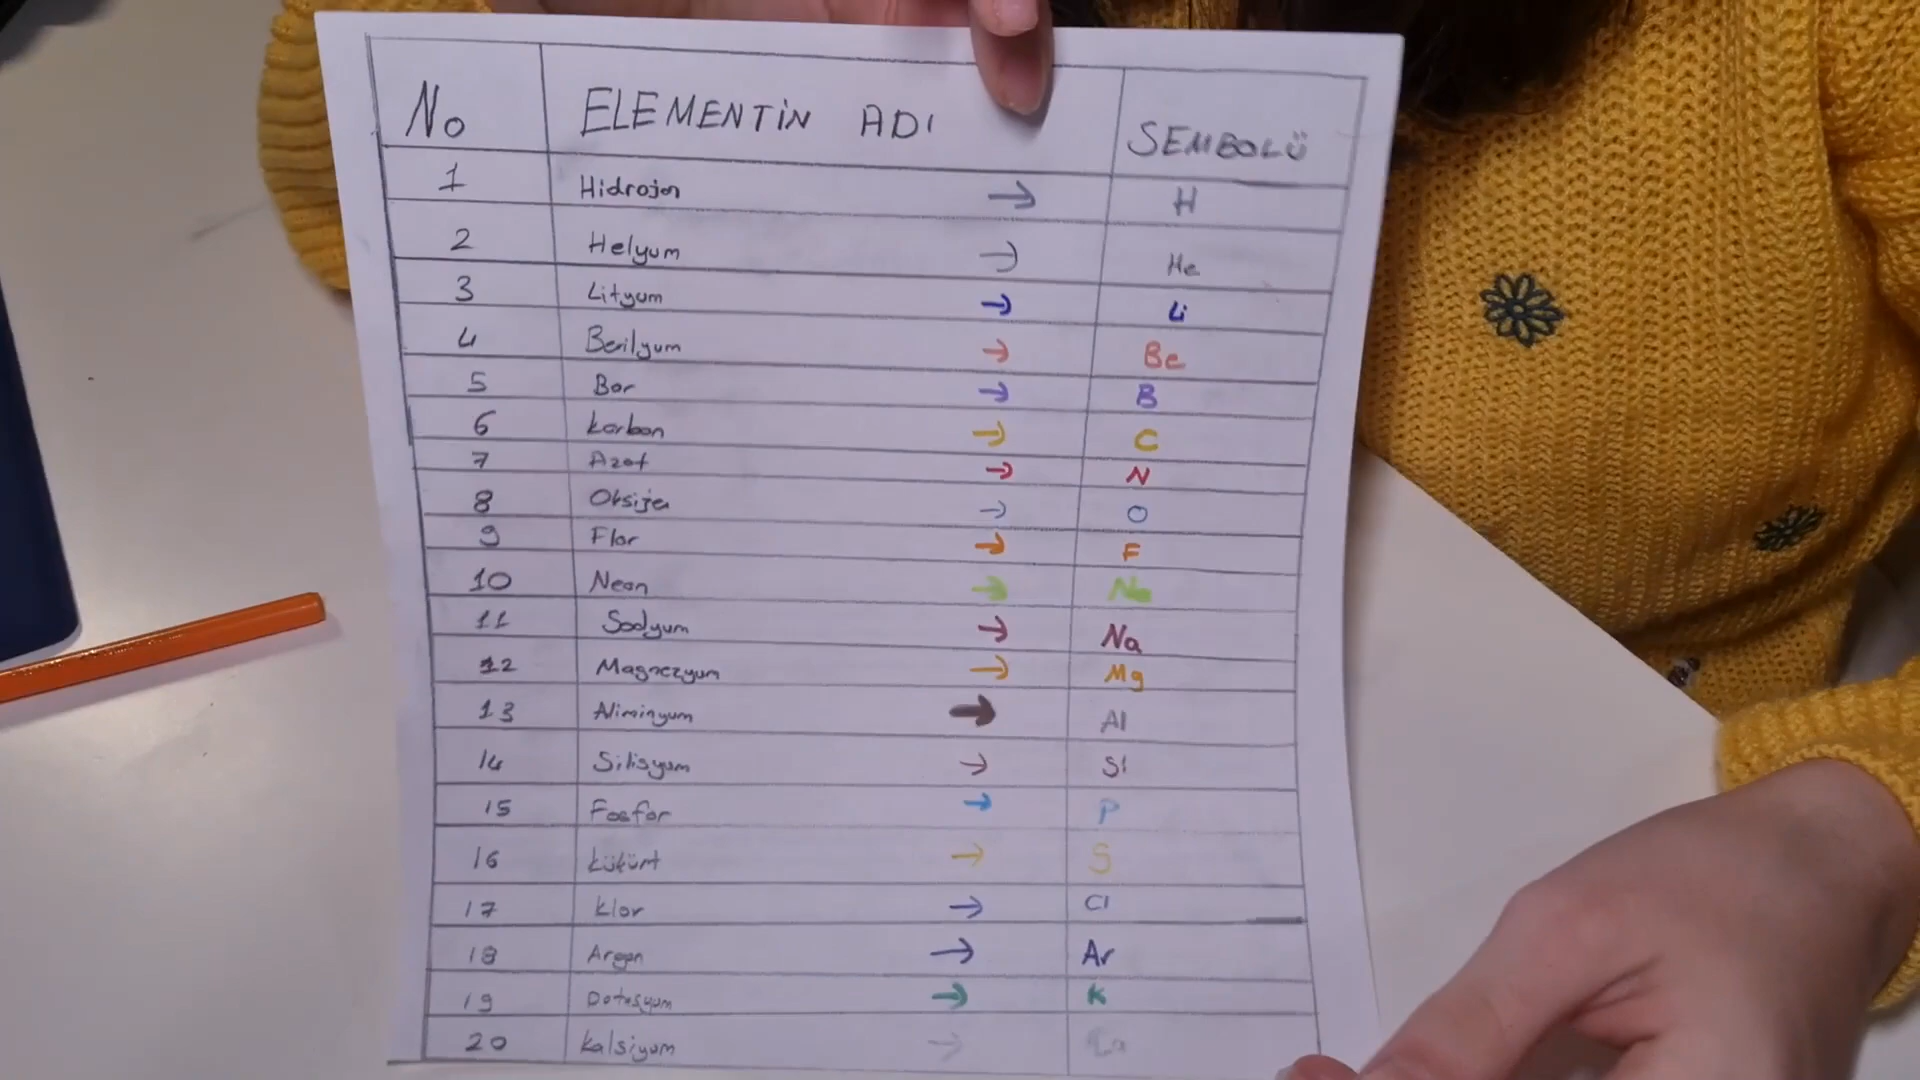 No ELEMENTİN ADI SEMBOLÜ
1 Hidrojen → H
2 Helyum → He
3 Lityum → Li
4 Berilyum → Be
5 Bor → B
6 karbon → C
7 Azot → N
8 Oksijen → O
9 Flor → F
10 Neon → Ne
11 Sodyum → Na
12 Magnezyum → Mg
13 Aliminyum → Al
14 Silisyum → Si
15 Fosfor → P
16 kükürt → S
17 klor → Cl
18 Argon → Ar
19 Potasyum → K
20 kalsiyum → Ca